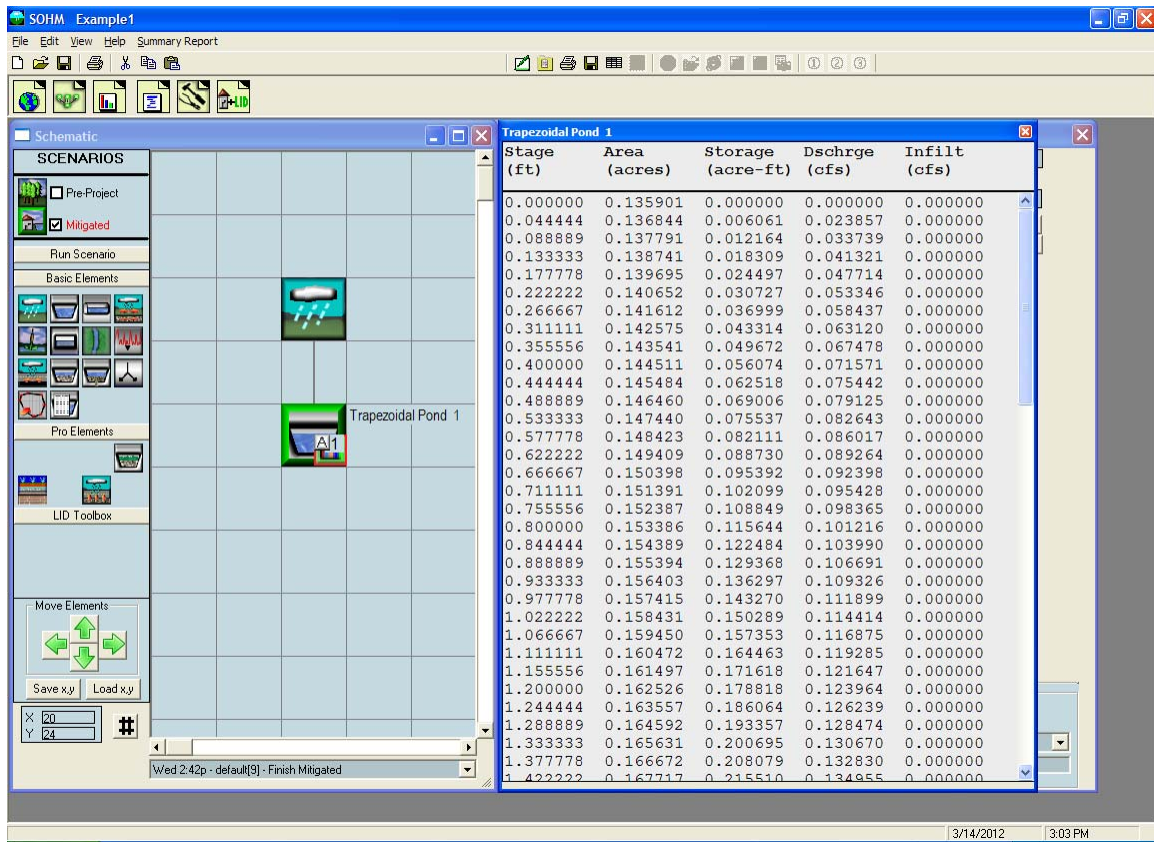 SOHM Example1
File Edit View Help Summary Report
Schematic
SCENARIOS
Pre-Project
Mitigated
Run Scenario
Basic Elements
Pro Elements
LID Toolbox
Move Elements
Save x,y Load x,y
X 20
Y 24
#
+LID
Trapezoidal Pond 1
A 1
Wed 2:42p - default[9] - Finish Mitigated
Trapezoidal Pond 1
Stage Area Storage Dschrge Infilt
(ft) (acres) (acre-ft) (cfs) (cfs)
0.000000 0.135901 0.000000 0.000000 0.000000
0.044444 0.136844 0.006061 0.023857 0.000000
0.088889 0.137791 0.012164 0.033739 0.000000
0.133333 0.138741 0.018309 0.041321 0.000000
0.177778 0.139695 0.024497 0.047714 0.000000
0.222222 0.140652 0.030727 0.053346 0.000000
0.266667 0.141612 0.036999 0.058437 0.000000
0.311111 0.142575 0.043314 0.063120 0.000000
0.355556 0.143541 0.049672 0.067478 0.000000
0.400000 0.144511 0.056074 0.071571 0.000000
0.444444 0.145484 0.062518 0.075442 0.000000
0.488889 0.146460 0.069006 0.079125 0.000000
0.533333 0.147440 0.075537 0.082643 0.000000
0.577778 0.148423 0.082111 0.086017 0.000000
0.622222 0.149409 0.088730 0.089264 0.000000
0.666667 0.150398 0.095392 0.092398 0.000000
0.711111 0.151391 0.102099 0.095428 0.000000
0.755556 0.152387 0.108849 0.098365 0.000000
0.800000 0.153386 0.115644 0.101216 0.000000
0.844444 0.154389 0.122484 0.103990 0.000000
0.888889 0.155394 0.129368 0.106691 0.000000
0.933333 0.156403 0.136297 0.109326 0.000000
0.977778 0.157415 0.143270 0.111899 0.000000
1.022222 0.158431 0.150289 0.114414 0.000000
1.066667 0.159450 0.157353 0.116875 0.000000
1.111111 0.160472 0.164463 0.119285 0.000000
1.155556 0.161497 0.171618 0.121647 0.000000
1.200000 0.162526 0.178818 0.123964 0.000000
1.244444 0.163557 0.186064 0.126239 0.000000
1.288889 0.164592 0.193357 0.128474 0.000000
1.333333 0.165631 0.200695 0.130670 0.000000
1.377778 0.166672 0.208079 0.132830 0.000000
1.422222 0.167717 0.215510 0.134955 0.000000
3/14/2012 3:03 PM